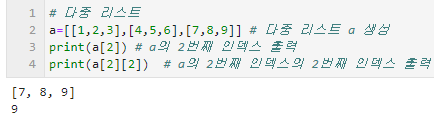 1 # 다중 리스트
2 a=[[1,2,3],[4,5,6],[7,8,9]] # 다중 리스트 a 생성
3 print(a[2]) # a의 2번째 인덱스 출력
4 print(a[2][2])  # a의 2번째 인덱스의 2번째 인덱스 출력
[7, 8, 9]
9